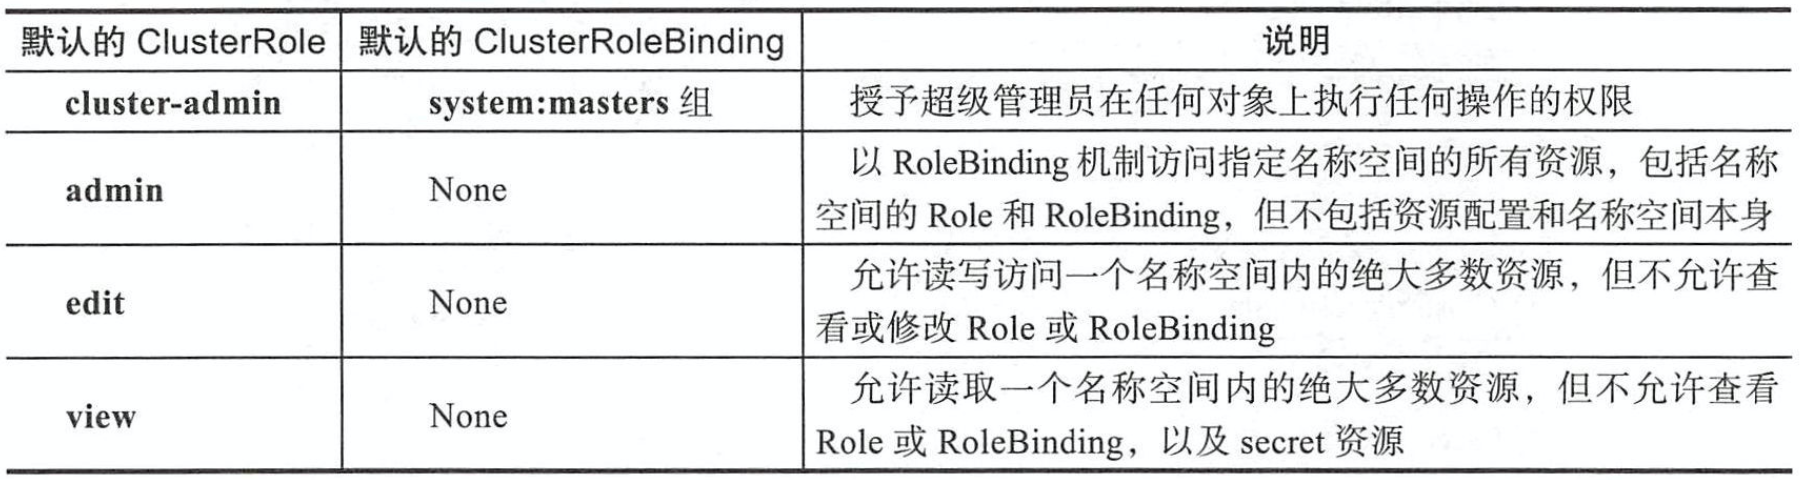 默认的 ClusterRole 默认的 ClusterRoleBinding 说明
cluster-admin system:masters 组 授予超级管理员在任何对象上执行任何操作的权限
以 RoleBinding 机制访问指定名称空间的所有资源，包括名称
admin None
空间的 Role 和 RoleBinding，但不包括资源配置和名称空间本身
允许读写访问一个名称空间内的绝大多数资源，但不允许查
edit None
看或修改 Role 或 RoleBinding
允许读取一个名称空间内的绝大多数资源，但不允许查看
view None
Role 或 RoleBinding，以及 secret 资源